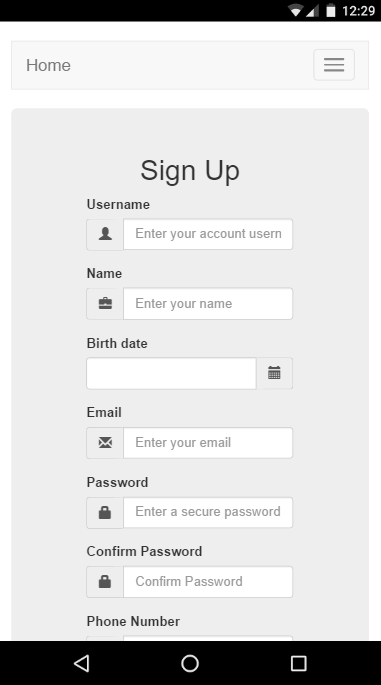 12:29
Home
Sign Up
Username
Enter your account usern
Name
Enter your name
Birth date
Email
Enter your email
Password
Enter a secure password
Confirm Password
Confirm Password
Phone Number